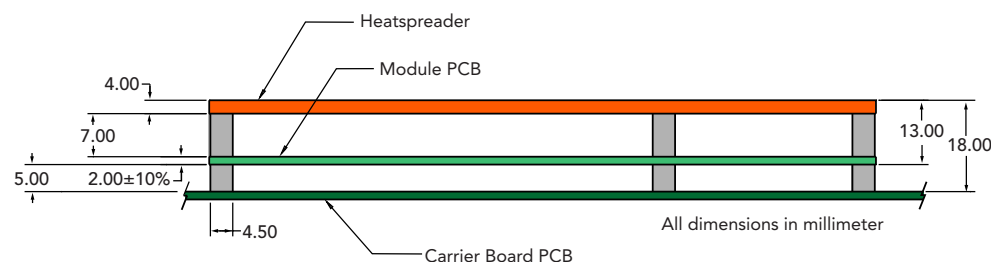 Heatspreader
Module PCB
4.00
7.00
13.00
18.00
5.00
2.00±10%
All dimensions in millimeter
4.50
Carrier Board PCB